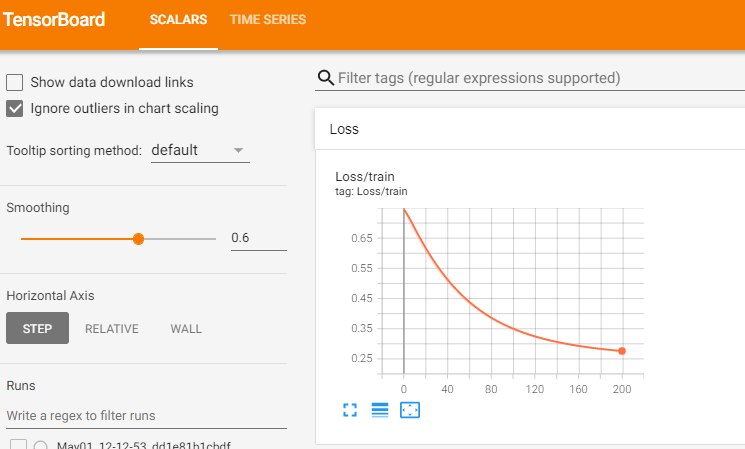 TensorBoard
SCALARS
TIME SERIES
Show data download links
Ignore outliers in chart scaling
Tooltip sorting method:
default
Smoothing
0.6
Horizontal Axis
STEP
RELATIVE
WALL
Runs
Write a regex to filter runs
May01_12-12-53_dd1e81b1cbdf
Filter tags (regular expressions supported)
Loss
Loss/train
tag: Loss/train
0.65
0.55
0.45
0.35
0.25
0
40
80
120
160
200